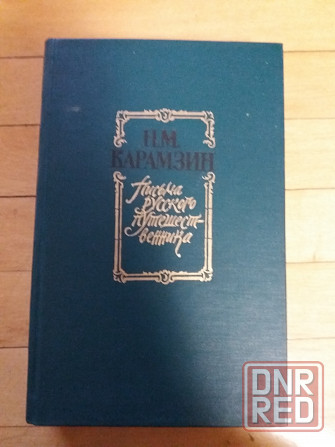 Н.М.
КАРАМЗИН
Письма
русского
путешест-
венника
DNR
RED